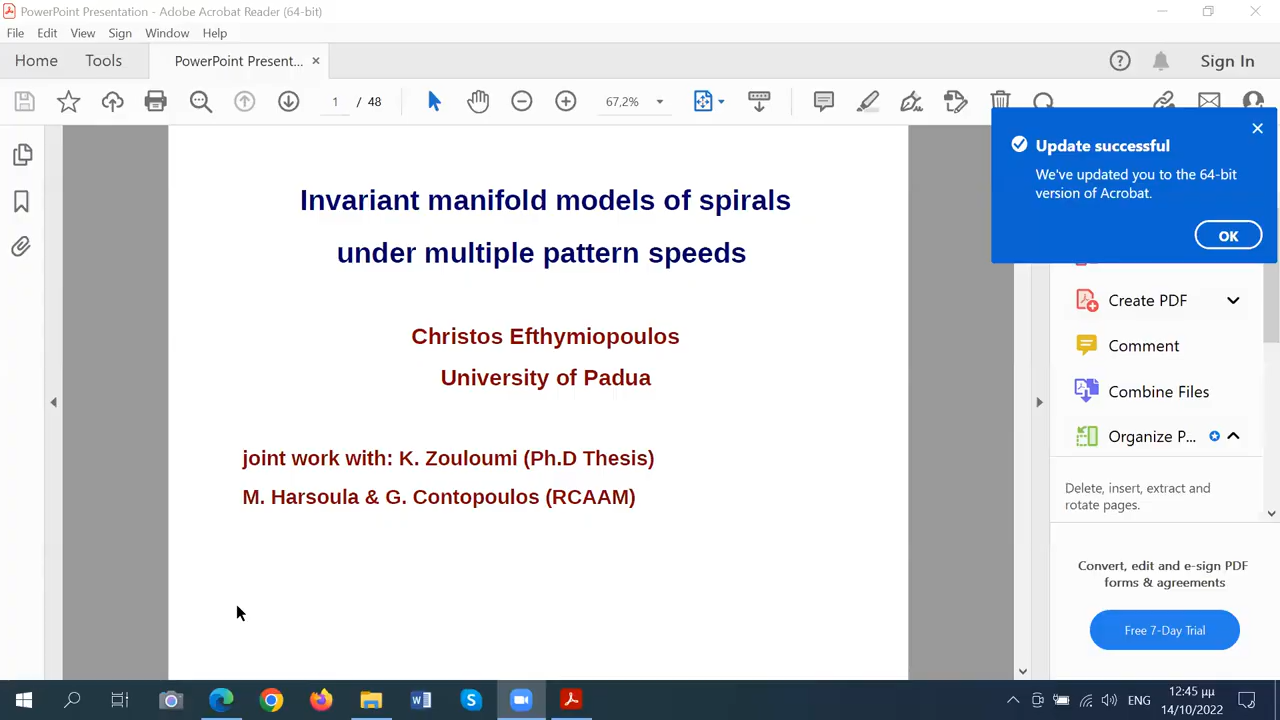 PowerPoint Presentation - Adobe Acrobat Reader (64-bit)
File Edit View Sign Window Help
Home Tools PowerPoint Present... × Sign In
1 / 48 67,2%
Update successful
We've updated you to the 64-bit
version of Acrobat.
OK
Invariant manifold models of spirals
under multiple pattern speeds
Christos Efthymiopoulos
University of Padua
joint work with: K. Zouloumi (Ph.D Thesis)
M. Harsoula & G. Contopoulos (RCAAM)
Create PDF
Comment
Combine Files
Organize P...
Delete, insert, extract and
rotate pages.
Convert, edit and e-sign PDF
forms & agreements
Free 7-Day Trial
ENG
12:45 μμ
14/10/2022